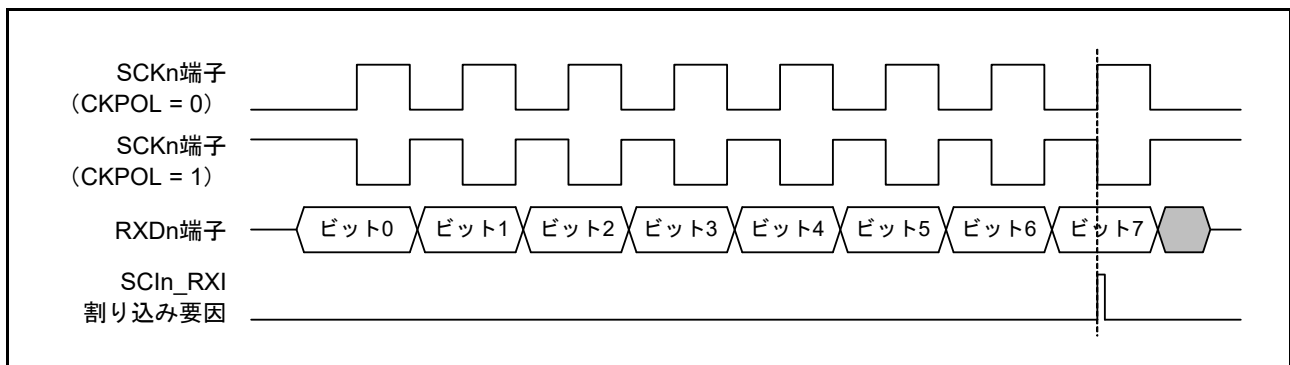 SCKn端子
（CKPOL = 0）
SCKn端子
（CKPOL = 1）
RXDn端子
ビット0 ビット1 ビット2 ビット3 ビット4 ビット5 ビット6 ビット7
SCIn_RXI
割り込み要因